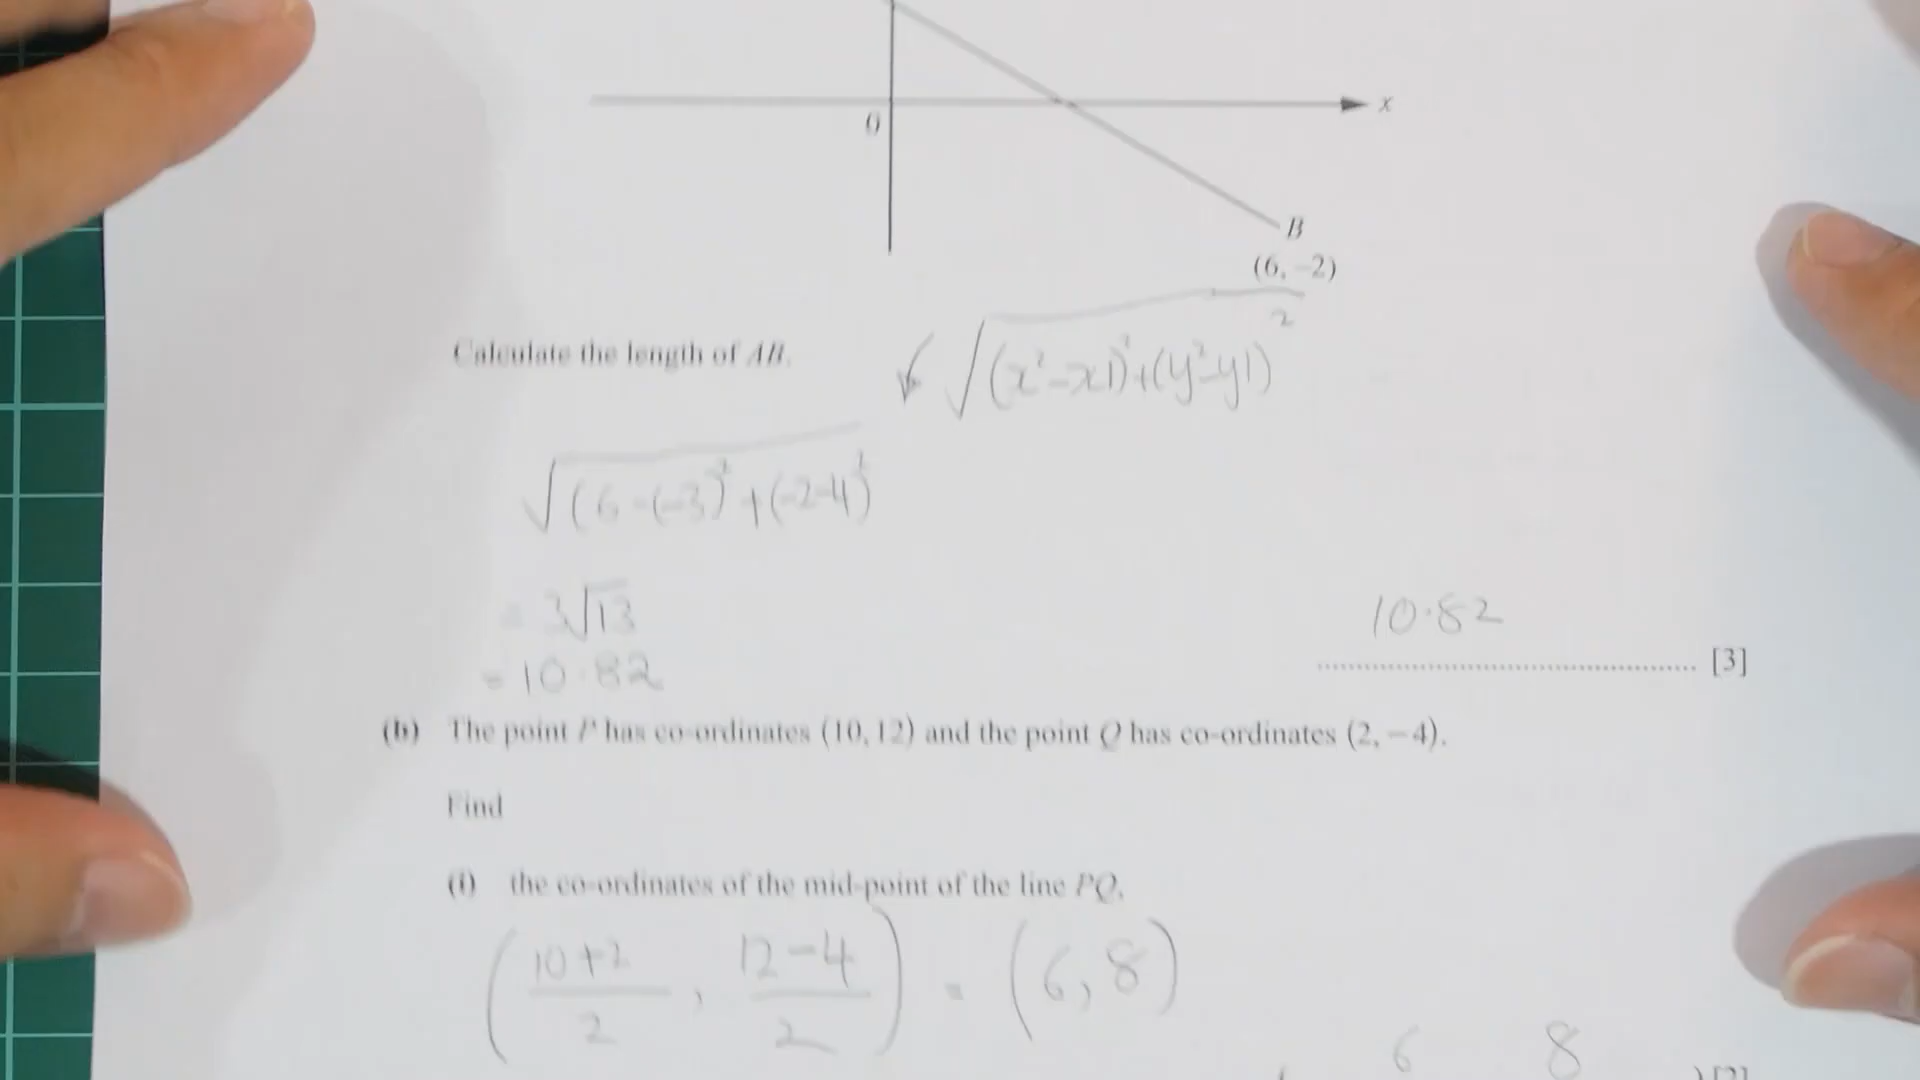 x
0
B
(6, −2)
Calculate the length of AB.
√(x²−x1)²+(y²−y1)²
√(6−(−3)²+(−2−4)²
= 3√13
= 10.82
10.82
[3]
(b) The point P has co-ordinates (10, 12) and the point Q has co-ordinates (2, −4).
Find
(i) the co-ordinates of the mid-point of the line PQ,
(10+2/2, 12−4/2) = (6, 8)
6 8